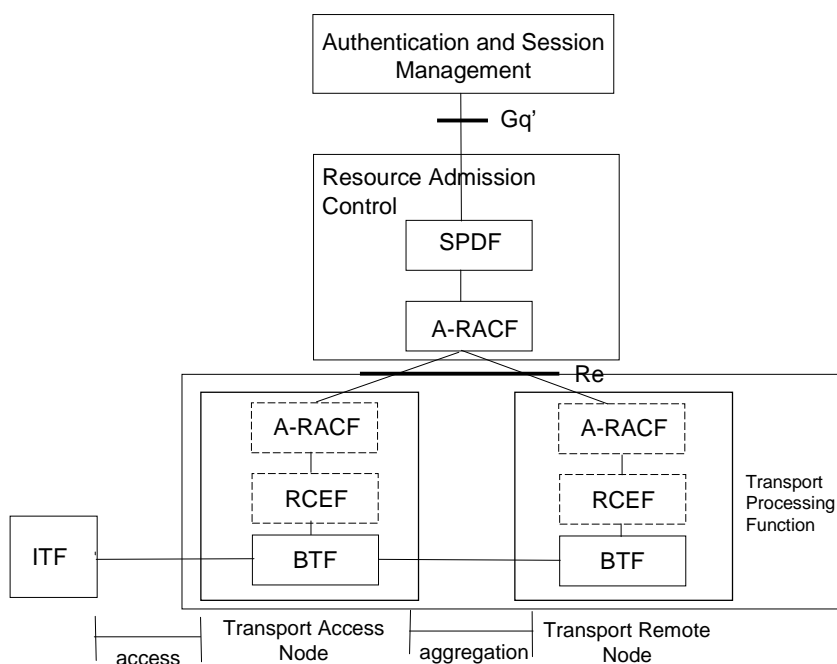 Authentication and Session
Management
Gq'
Resource Admission
Control
SPDF
A-RACF
Re
A-RACF
A-RACF
RCEF
RCEF
Transport
Processing
Function
ITF
BTF
BTF
access
Transport Access
Node
aggregation
Transport Remote
Node